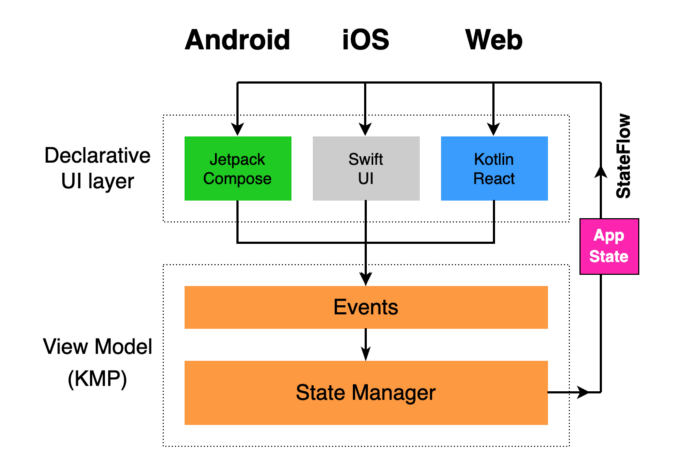 Android
iOS
Web
Declarative
UI layer
Jetpack
Compose
Swift
UI
Kotlin
React
StateFlow
App
State
View Model
(KMP)
Events
State Manager